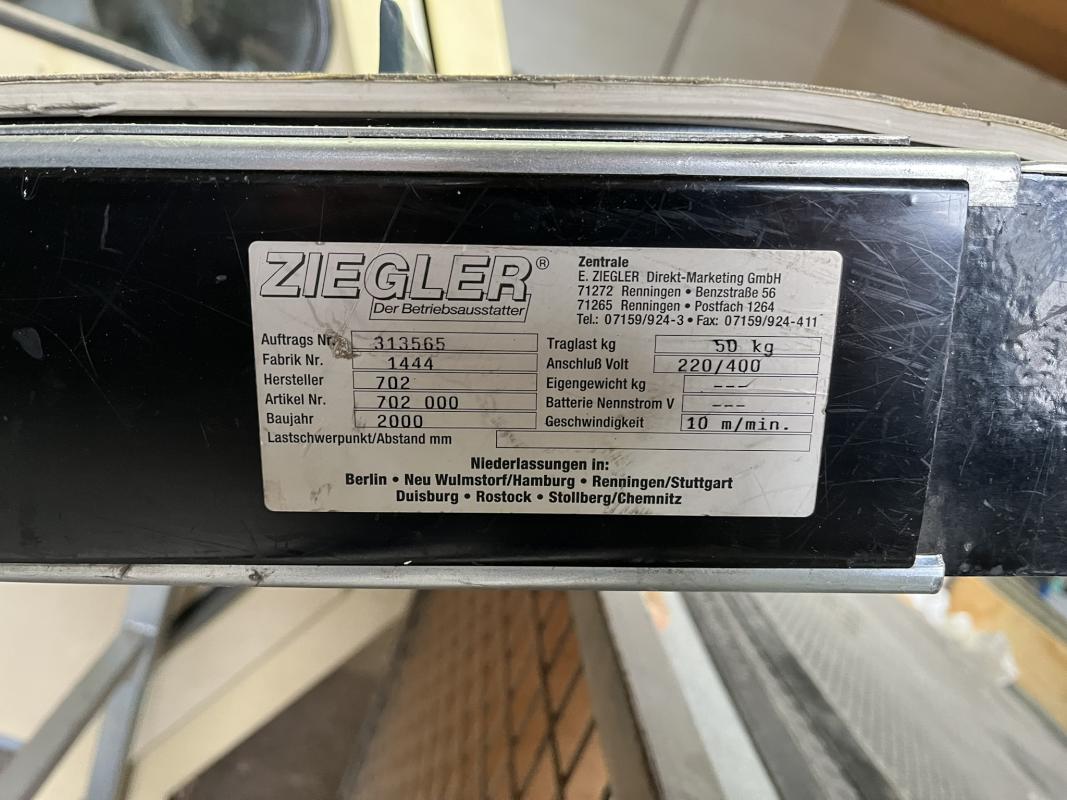 ZIEGLER®
Der Betriebsausstatter
Zentrale
E. ZIEGLER Direkt-Marketing GmbH
71272 Renningen • Benzstraße 56
71265 Renningen • Postfach 1264
Tel.: 07159/924-3 • Fax: 07159/924-411
Auftrags Nr. 313565
Fabrik Nr. 1444
Hersteller 702
Artikel Nr. 702 000
Baujahr 2000
Traglast kg 50 kg
Anschluß Volt 220/400
Eigengewicht kg ---
Batterie Nennstrom V ---
Geschwindigkeit 10 m/min.
Lastschwerpunkt/Abstand mm
Niederlassungen in:
Berlin • Neu Wulmstorf/Hamburg • Renningen/Stuttgart
Duisburg • Rostock • Stollberg/Chemnitz